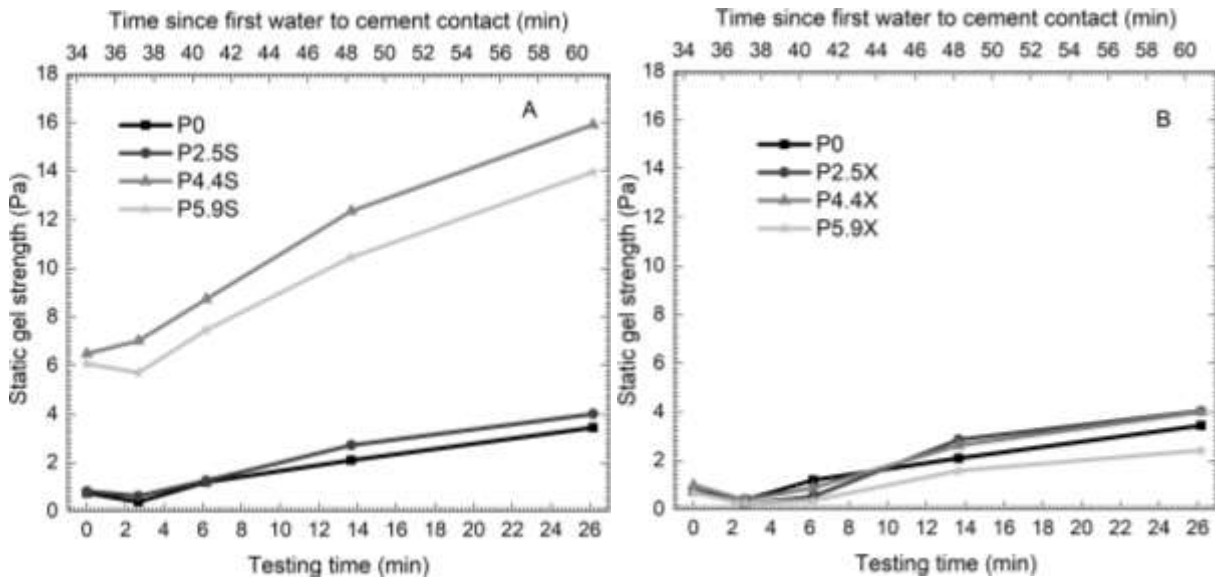 Time since first water to cement contact (min)
34 36 38 40 42 44 46 48 50 52 54 56 58 60
18
16
14
12
10
8
6
4
2
0
Static gel strength (Pa)
A
P0
P2.5S
P4.4S
P5.9S
0 2 4 6 8 10 12 14 16 18 20 22 24 26
Testing time (min)
Time since first water to cement contact (min)
34 36 38 40 42 44 46 48 50 52 54 56 58 60
18
16
14
12
10
8
6
4
2
0
Static gel strength (Pa)
B
P0
P2.5X
P4.4X
P5.9X
0 2 4 6 8 10 12 14 16 18 20 22 24 26
Testing time (min)